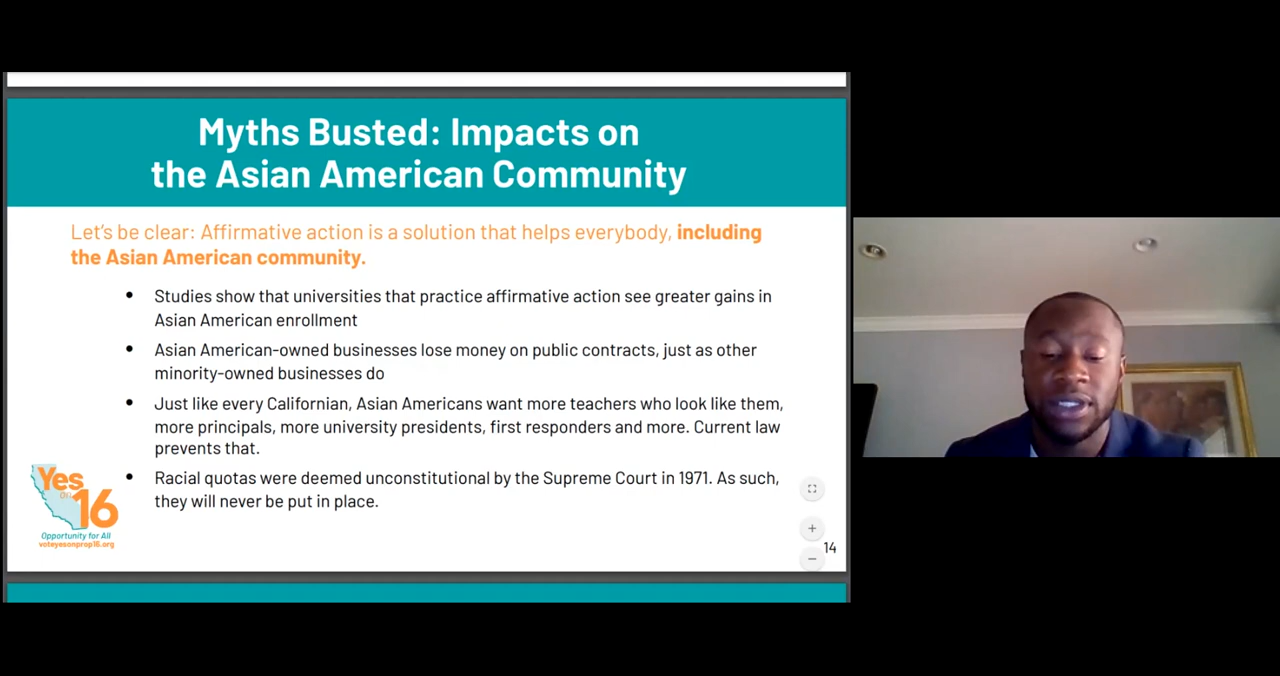 Myths Busted: Impacts on
the Asian American Community
Let's be clear: Affirmative action is a solution that helps everybody, including
the Asian American community.
• Studies show that universities that practice affirmative action see greater gains in
Asian American enrollment
• Asian American-owned businesses lose money on public contracts, just as other
minority-owned businesses do
• Just like every Californian, Asian Americans want more teachers who look like them,
more principals, more university presidents, first responders and more. Current law
prevents that.
• Racial quotas were deemed unconstitutional by the Supreme Court in 1971. As such,
they will never be put in place.
Yes
on
16
Opportunity for All
voteyesonprop16.org
14